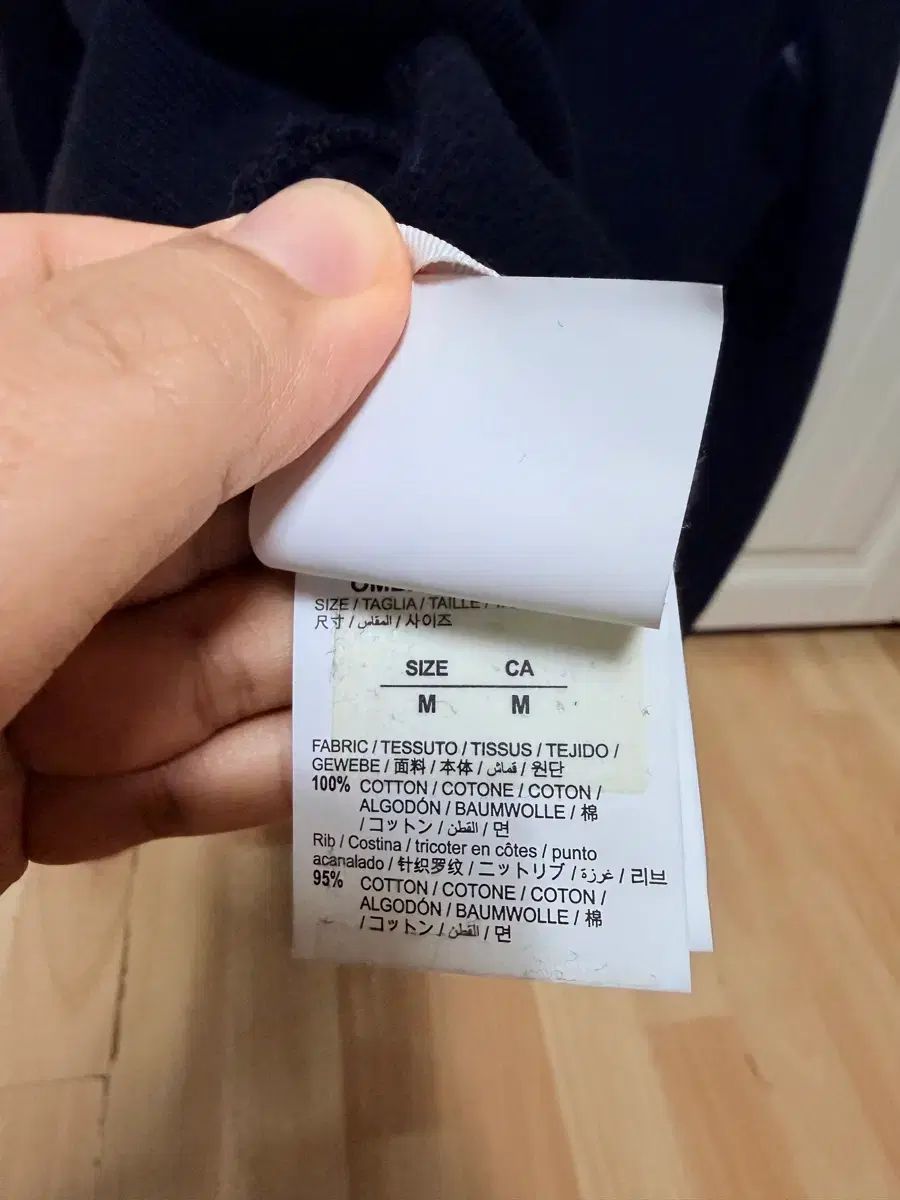 SIZE / TAGLIA / TAILLE /
尺寸 / المقاس / 사이즈
SIZE CA
M M
FABRIC / TESSUTO / TISSUS / TEJIDO /
GEWEBE / 面料 / 本体 / قماش / 원단
100% COTTON / COTONE / COTON /
ALGODÓN / BAUMWOLLE / 棉
/ コットン / القطن / 면
Rib / Costina / tricoter en côtes / punto
acanalado / 针织罗纹 / ニットリブ / غرزة / 리브
95% COTTON / COTONE / COTON /
ALGODÓN / BAUMWOLLE / 棉
/ コットン / القطن / 면